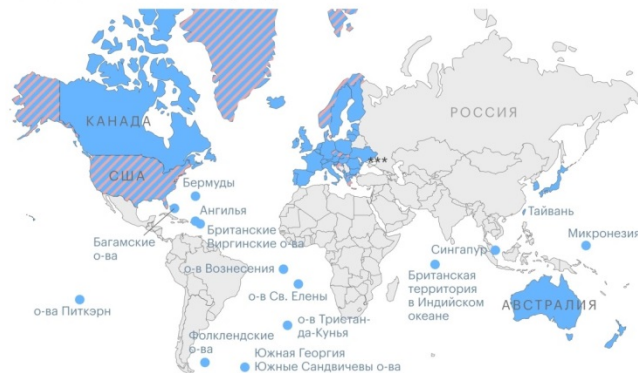 КАНАДА
РОССИЯ
***
США
Бермуды
Ангилья
Багамские
о-ва
Британские
Виргинские о-ва
Тайвань
Сингапур
Микронезия
о-в Вознесения
Британская
территория
в Индийском
океане
о-в Св. Елены
о-ва Питкэрн
АВСТРАЛИЯ
о-в Тристан-
да-Кунья
Фолклендские
о-ва
Южная Георгия
Южные Сандвичевы о-ва